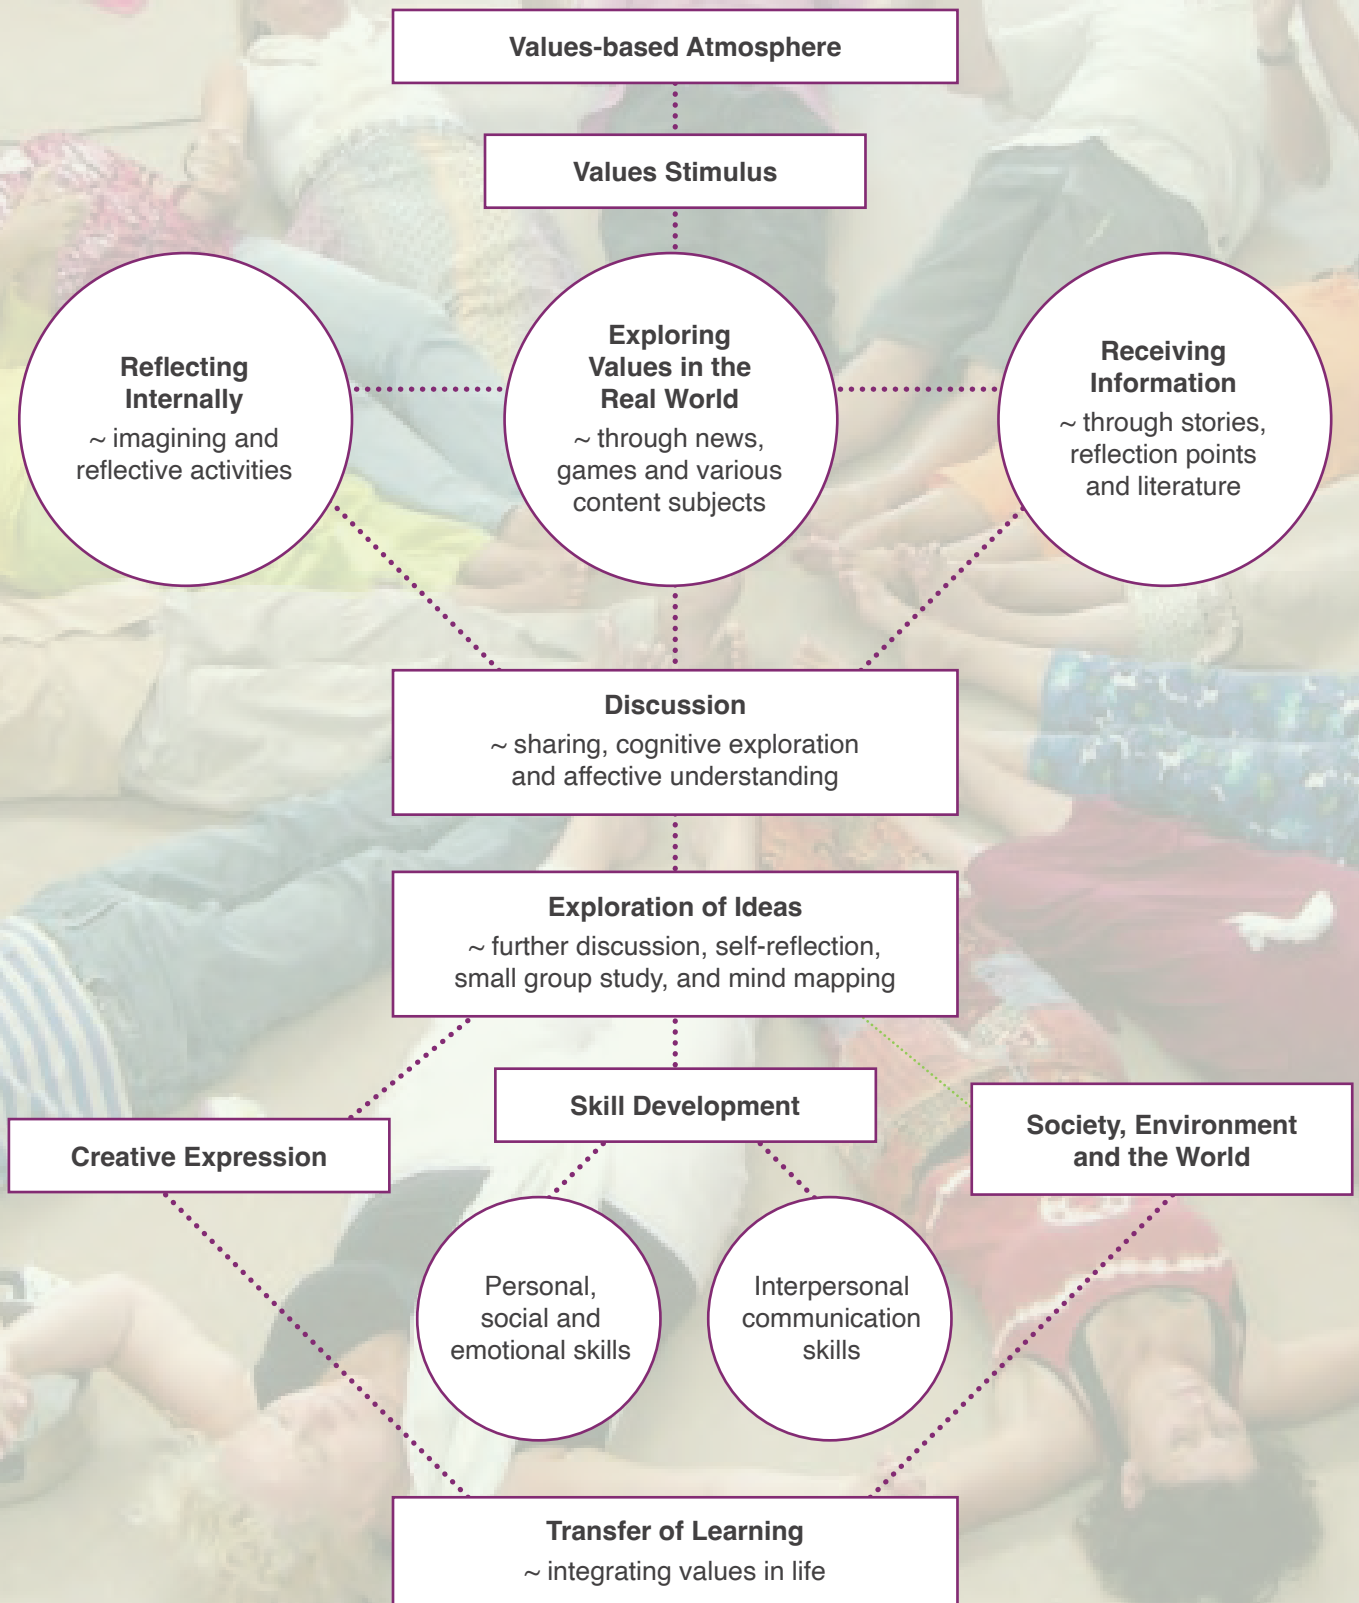 Values-based Atmosphere
Values Stimulus
Reflecting
Internally
~ imagining and
reflective activities
Exploring
Values in the
Real World
~ through news,
games and various
content subjects
Receiving
Information
~ through stories,
reflection points
and literature
Discussion
~ sharing, cognitive exploration
and affective understanding
Exploration of Ideas
~ further discussion, self-reflection,
small group study, and mind mapping
Creative Expression
Skill Development
Society, Environment
and the World
Personal,
social and
emotional skills
Interpersonal
communication
skills
Transfer of Learning
~ integrating values in life